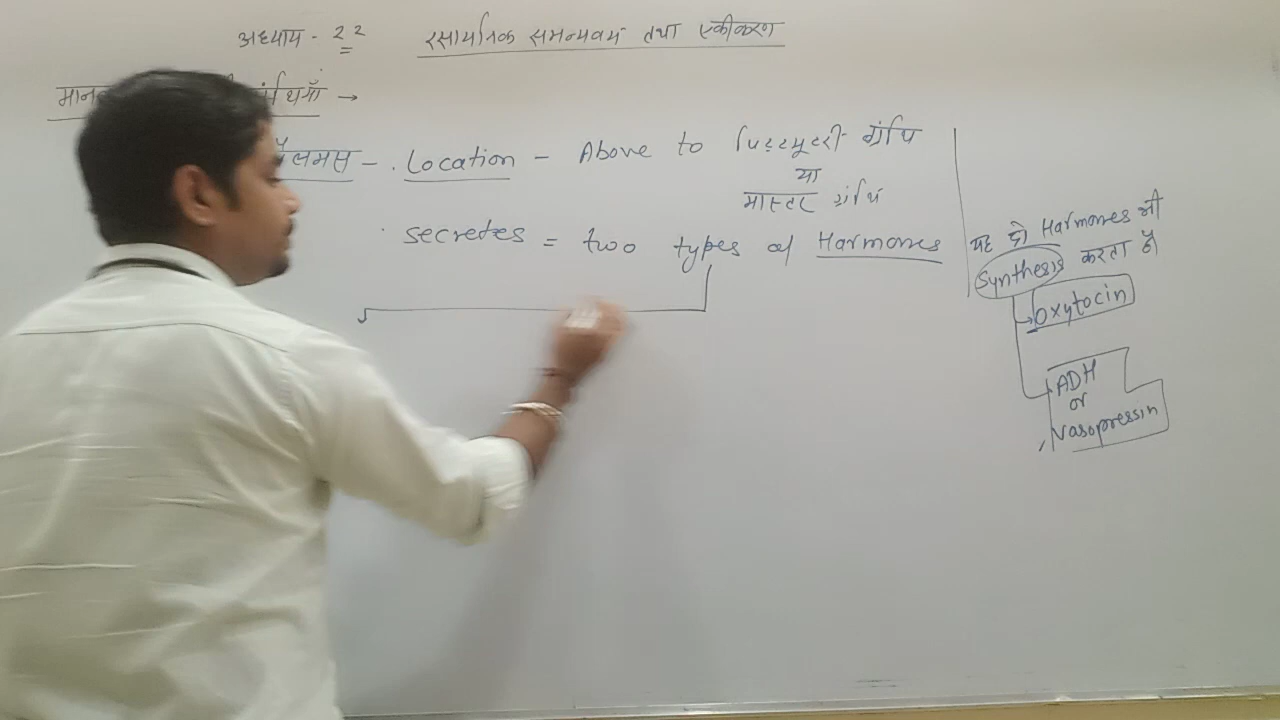 अध्याय - 22 रसायनिक समन्वय तथा एकीकरण
मान ग्रंथियाँ →
लमस - . Location - Above to पिट्यूटरी ग्रंथि
या
मास्टर ग्रंथि
secretes = two types of Harmones
यह दो Harmones भी
Synthesis करता है
Oxytocin
ADH
or
Vasopressin